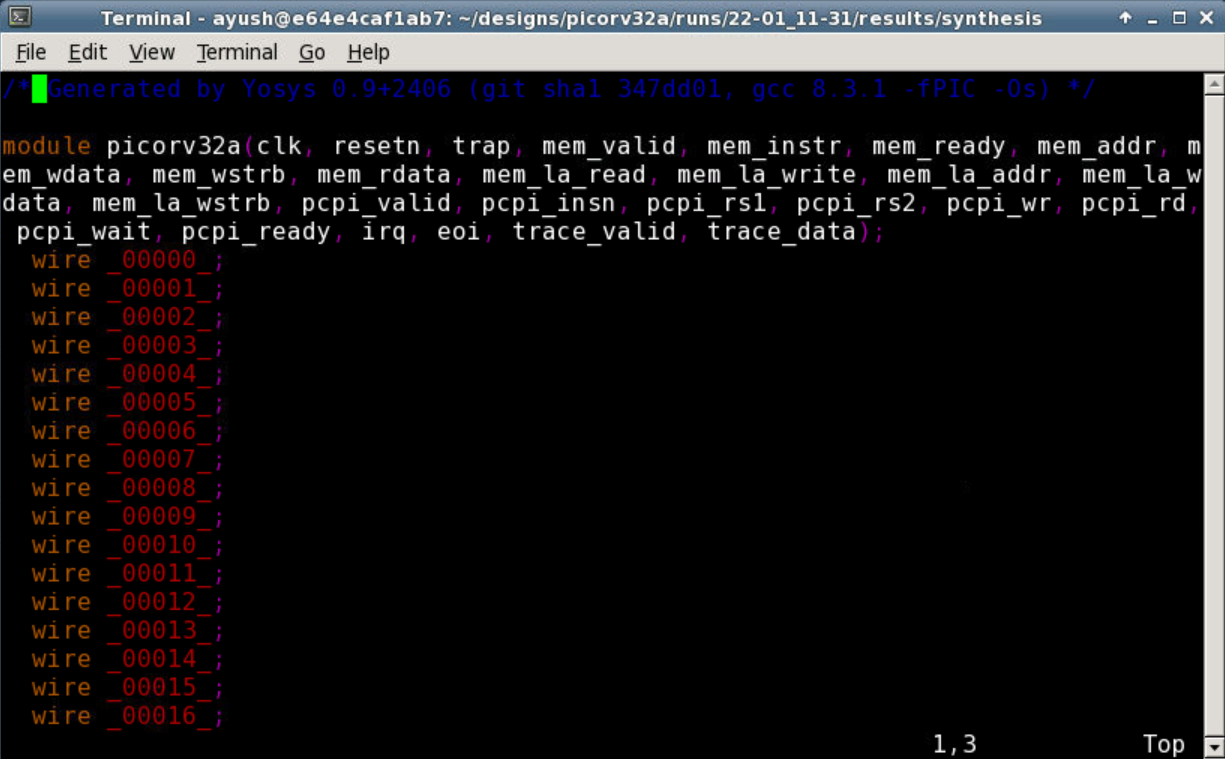 Terminal - ayush@e64e4caf1ab7: ~/designs/picorv32a/runs/22-01_11-31/results/synthesis
File Edit View Terminal Go Help
/* Generated by Yosys 0.9+2406 (git sha1 347dd01, gcc 8.3.1 -fPIC -Os) */
module picorv32a(clk, resetn, trap, mem_valid, mem_instr, mem_ready, mem_addr, m
em_wdata, mem_wstrb, mem_rdata, mem_la_read, mem_la_write, mem_la_addr, mem_la_w
data, mem_la_wstrb, pcpi_valid, pcpi_insn, pcpi_rs1, pcpi_rs2, pcpi_wr, pcpi_rd,
pcpi_wait, pcpi_ready, irq, eoi, trace_valid, trace_data);
wire _00000_;
wire _00001_;
wire _00002_;
wire _00003_;
wire _00004_;
wire _00005_;
wire _00006_;
wire _00007_;
wire _00008_;
wire _00009_;
wire _00010_;
wire _00011_;
wire _00012_;
wire _00013_;
wire _00014_;
wire _00015_;
wire _00016_;
1,3 Top